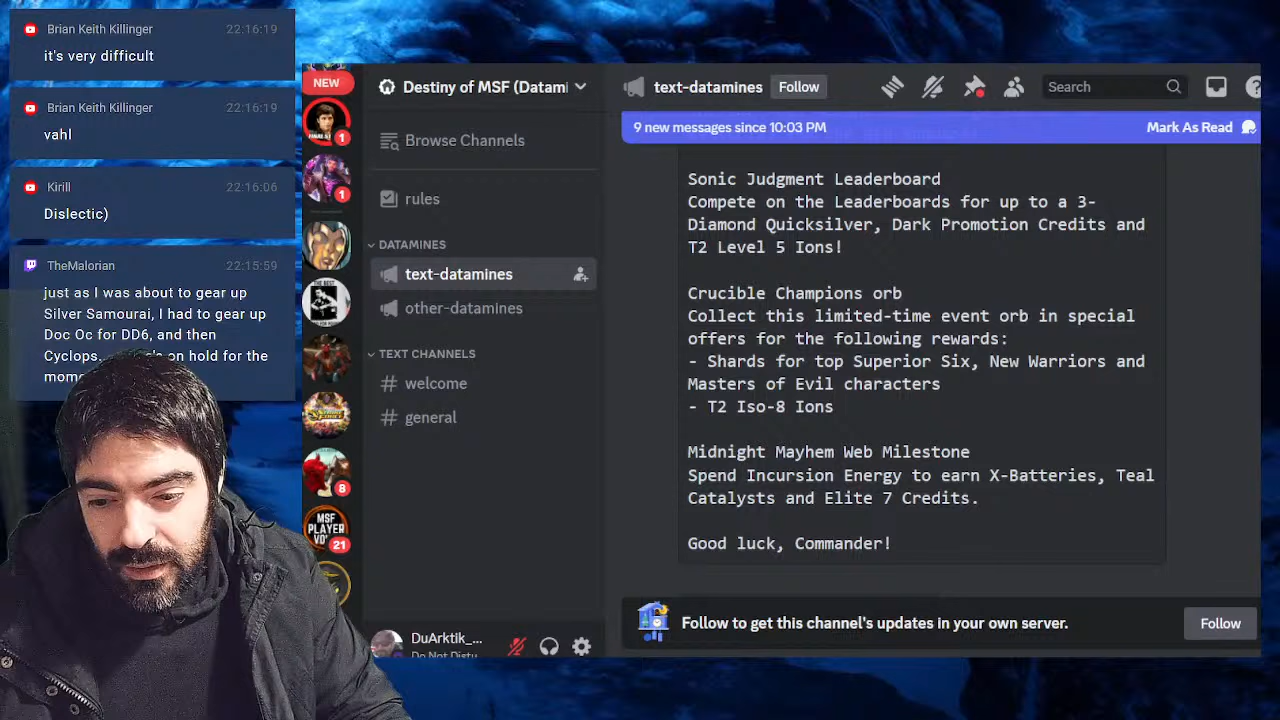 Brian Keith Killinger 22:16:19
it's very difficult
Brian Keith Killinger 22:16:19
vahl
Kirill 22:16:06
Dislectic)
TheMalorian 22:15:59
just as I was about to gear up
Silver Samourai, I had to gear up
Doc Oc for DD6, and then
on hold for the
NEW
FINAL
1
1
8
MSF
PLAYER
21
Destiny of MSF (Datami
Browse Channels
rules
DATAMINES
text-datamines
other-datamines
TEXT CHANNELS
welcome
general
DuArktik_...
Do Not Distu
text-datamines
Follow
Search
9 new messages since 10:03 PM
Mark As Read
Sonic Judgment Leaderboard
Compete on the Leaderboards for up to a 3-
Diamond Quicksilver, Dark Promotion Credits and
T2 Level 5 Ions!
Crucible Champions orb
Collect this limited-time event orb in special
offers for the following rewards:
- Shards for top Superior Six, New Warriors and
Masters of Evil characters
- T2 Iso-8 Ions
Midnight Mayhem Web Milestone
Spend Incursion Energy to earn X-Batteries, Teal
Catalysts and Elite 7 Credits.
Good luck, Commander!
Follow to get this channel's updates in your own server.
Follow